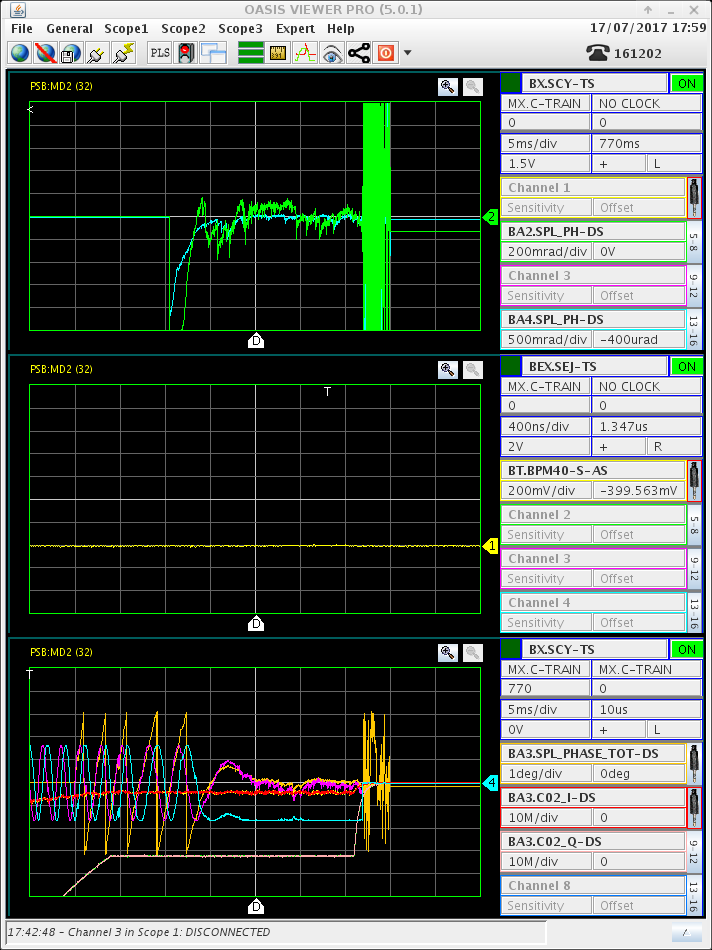 OASIS VIEWER PRO (5.0.1)
File General Scope1 Scope2 Scope3 Expert Help 17/07/2017 17:59
PLS 161202
PSB:MD2 (32)
<
2
D
BX.SCY-TS ON
MX.C-TRAIN NO CLOCK
0 0
5ms/div 770ms
1.5V + L
Channel 1
Sensitivity Offset
BA2.SPL_PH-DS
200mrad/div 0V
5-8
Channel 3
Sensitivity Offset
9-12
BA4.SPL_PH-DS
500mrad/div -400urad
13-16
PSB:MD2 (32)
T
1
D
BEX.SEJ-TS ON
MX.C-TRAIN NO CLOCK
0 0
400ns/div 1.347us
2V + R
BT.BPM40-S-AS
200mV/div -399.563mV
Channel 2
Sensitivity Offset
5-8
Channel 3
Sensitivity Offset
9-12
Channel 4
Sensitivity Offset
13-16
PSB:MD2 (32)
T
4
D
BX.SCY-TS ON
MX.C-TRAIN MX.C-TRAIN
770 0
5ms/div 10us
0V + L
BA3.SPL_PHASE_TOT-DS
1deg/div 0deg
BA3.C02_I-DS
10M/div 0
BA3.C02_Q-DS
10M/div 0
9-12
Channel 8
Sensitivity Offset
13-16
17:42:48 - Channel 3 in Scope 1: DISCONNECTED